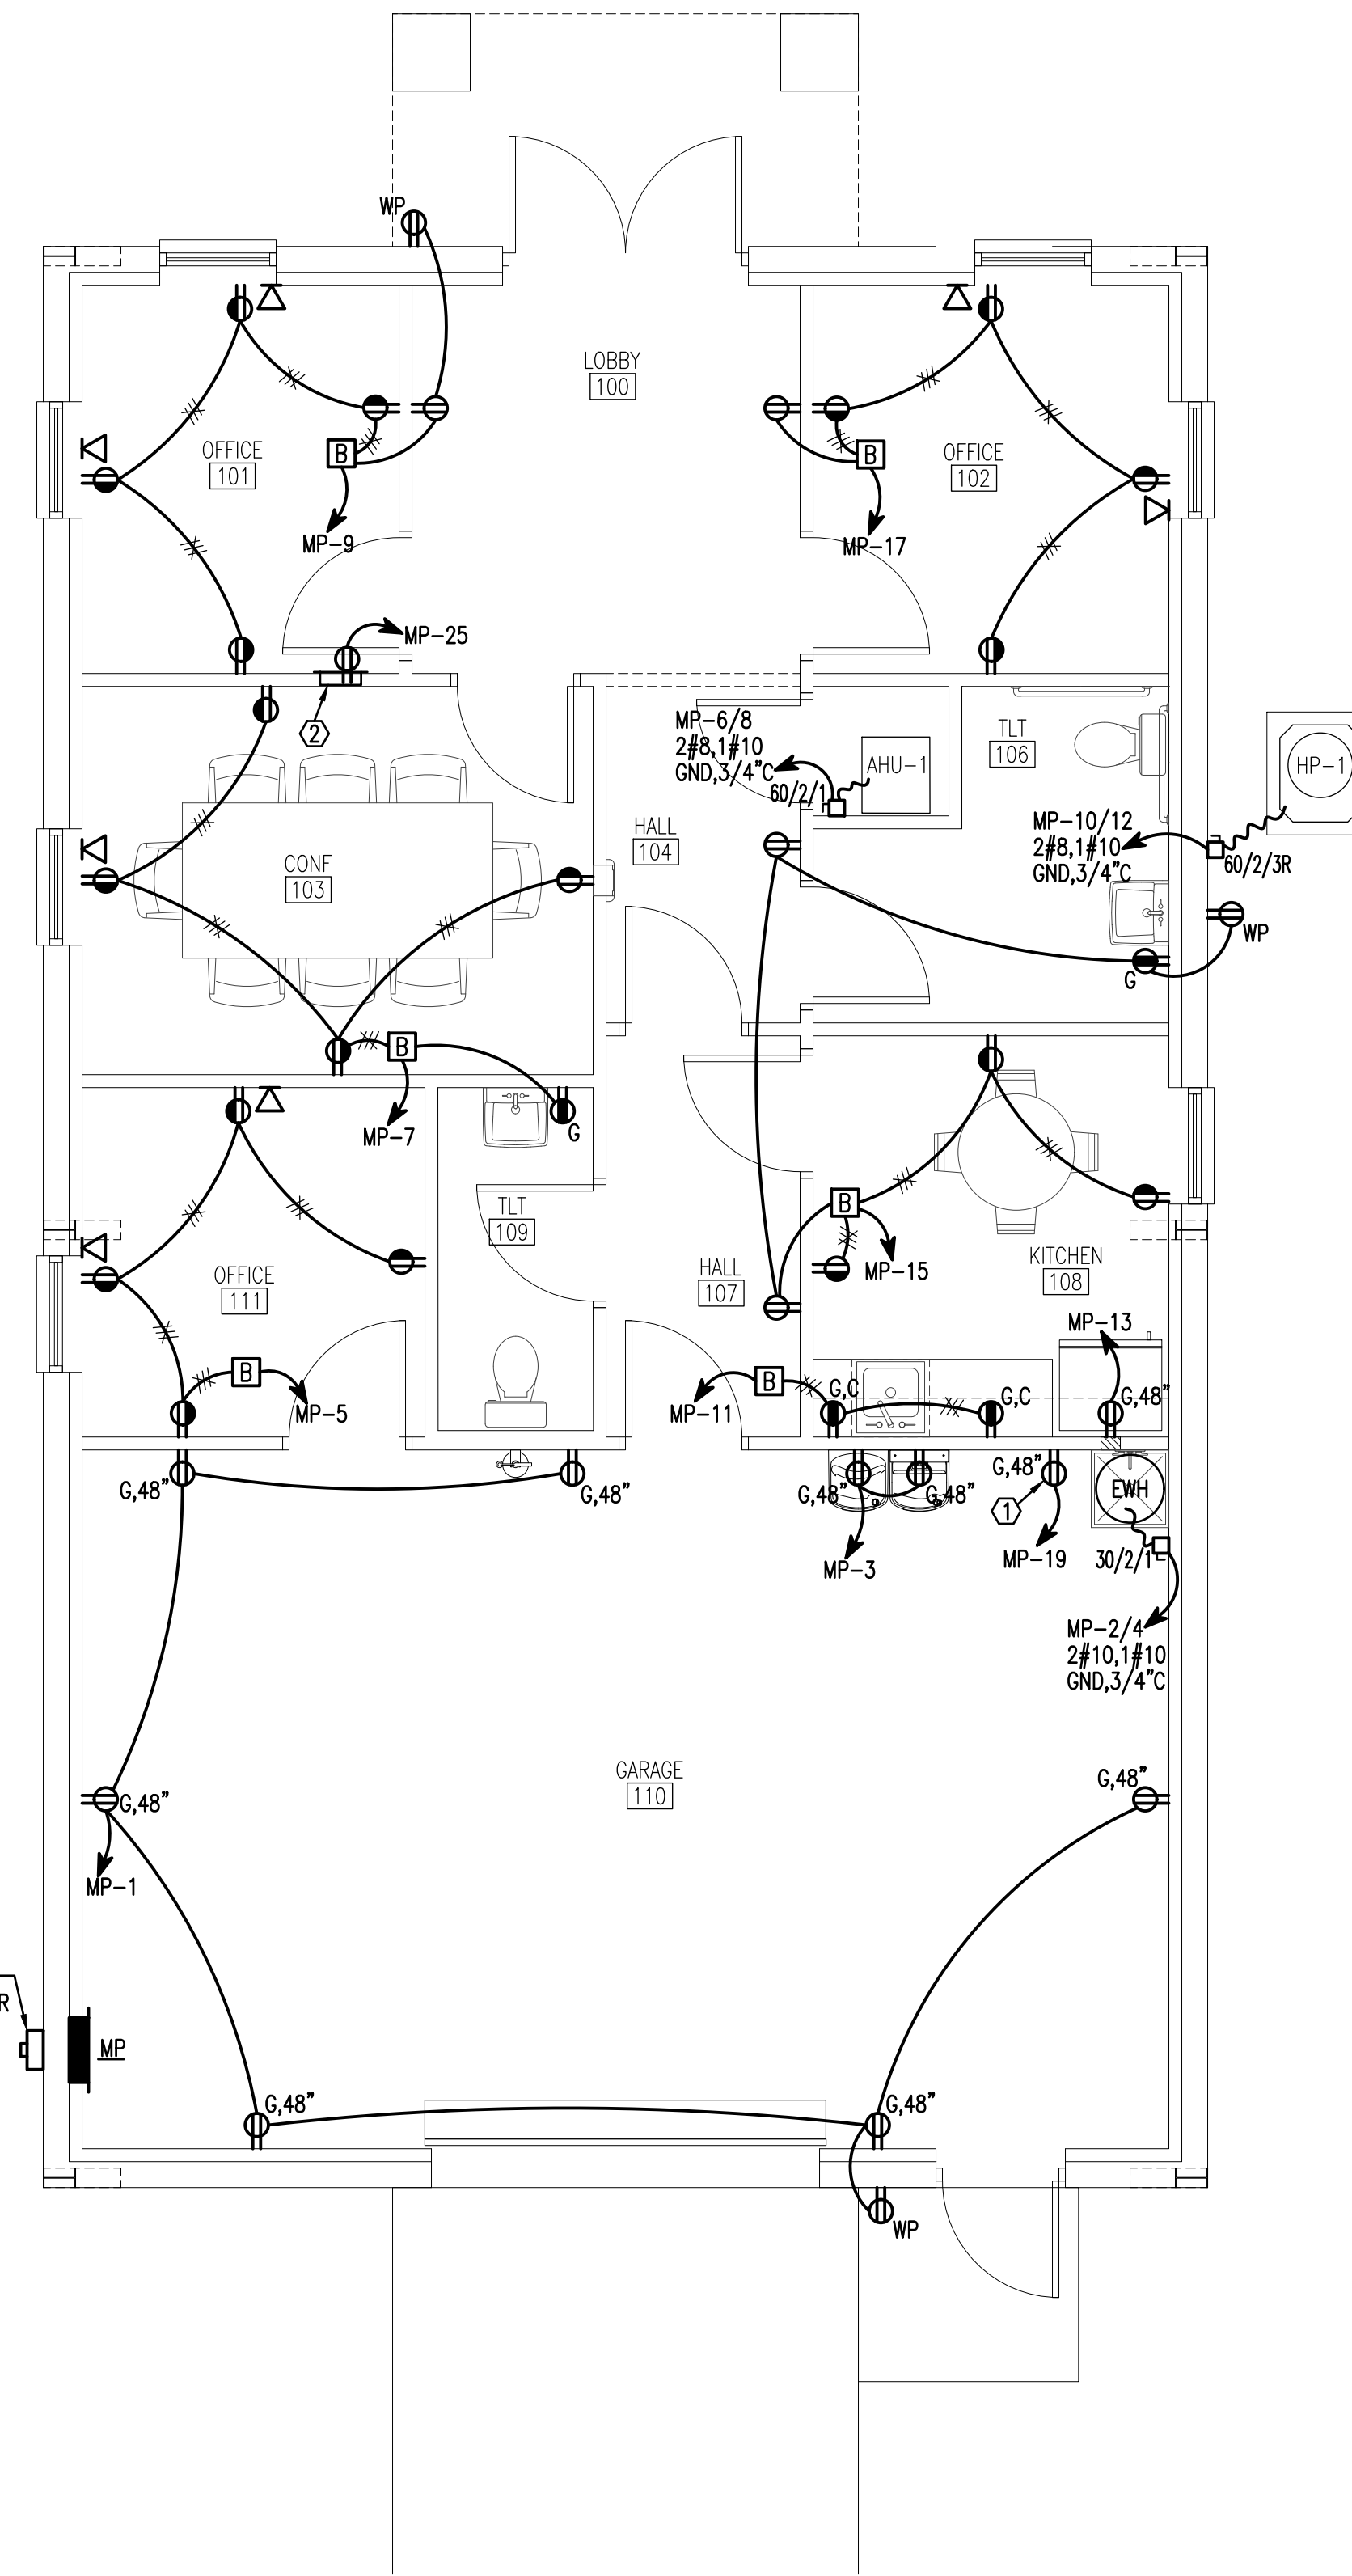 WP
LOBBY
100
OFFICE
101
B
MP-9
B
OFFICE
102
MP-17
MP-25
2
MP-6/8
2#8,1#10
GND,3/4"C
60/2/1
AHU-1
TLT
106
HP-1
MP-10/12
2#8,1#10
GND,3/4"C
60/2/3R
HALL
104
CONF
103
WP
G
B
MP-7
G
TLT
109
OFFICE
111
B
MP-5
HALL
107
B
MP-15
KITCHEN
108
MP-13
B
MP-11
G,C
G,C
G,48"
G,48"
G,48"
G,48"
G,48"
G,48"
1
EWH
MP-3
MP-19
30/2/1
MP-2/4
2#10,1#10
GND,3/4"C
GARAGE
110
G,48"
G,48"
MP-1
R
MP
G,48"
G,48"
WP